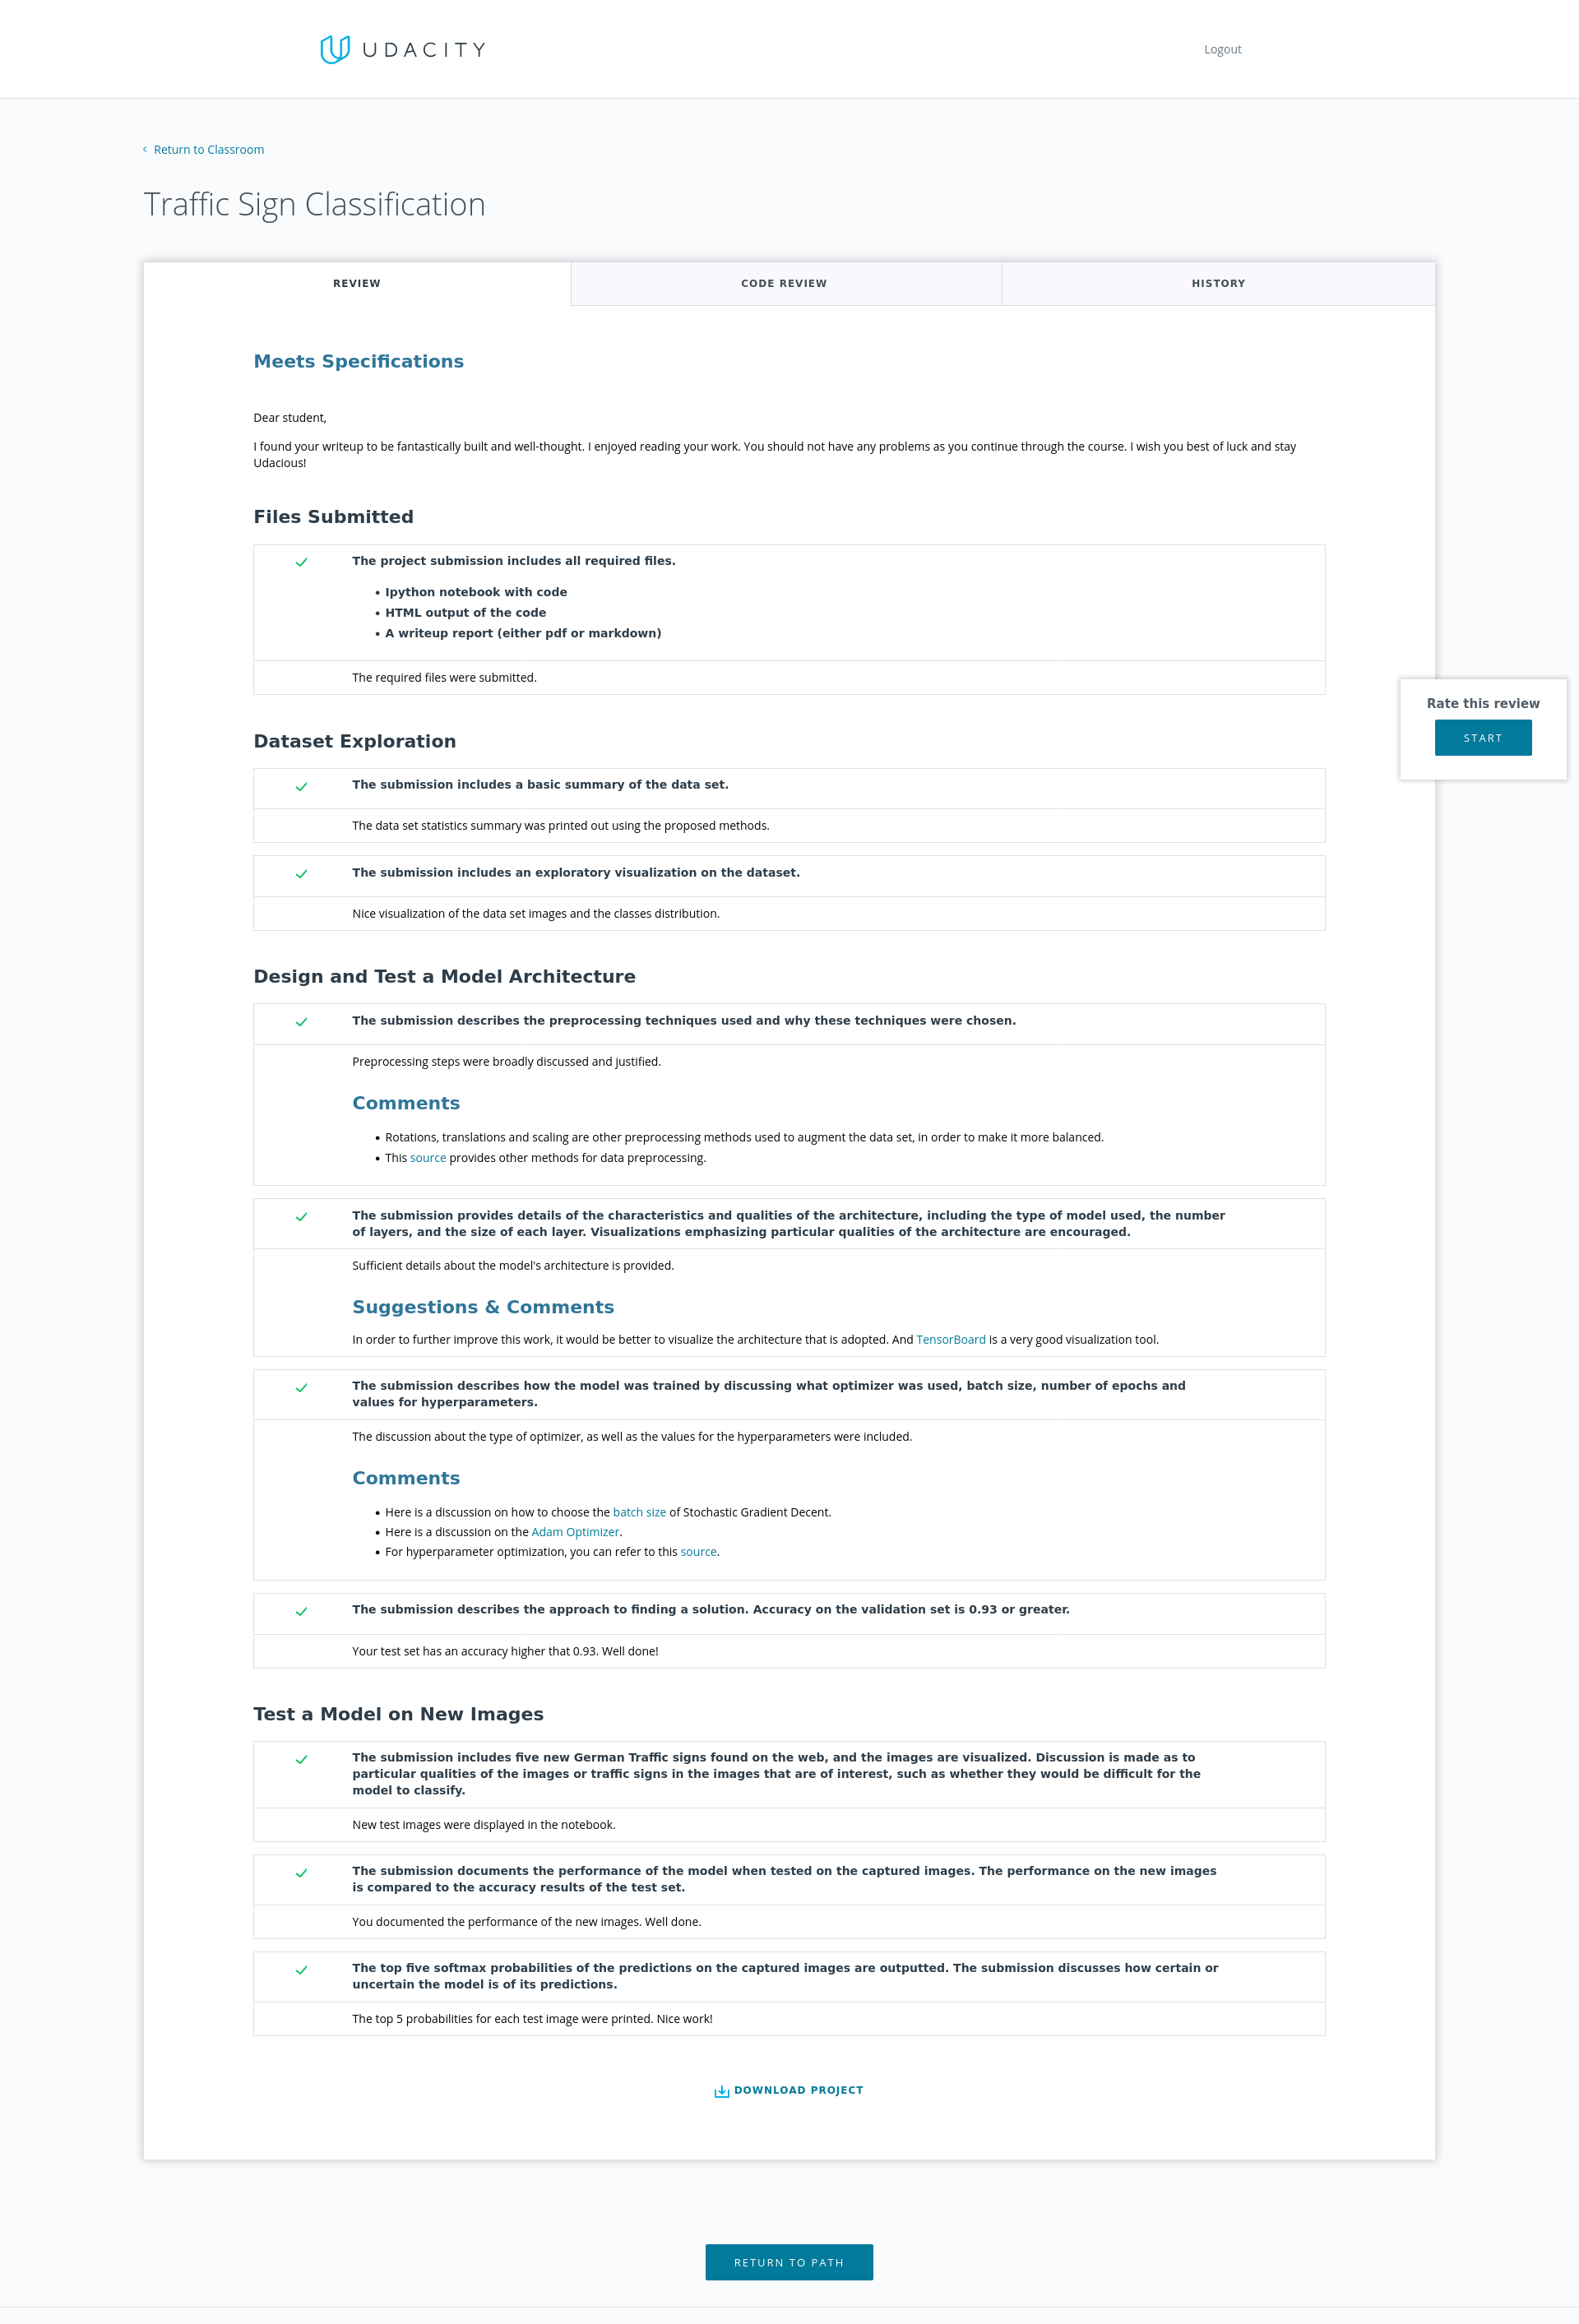 UDACITY
Logout
Return to Classroom
Traffic Sign Classification
REVIEW
CODE REVIEW
HISTORY
Meets Specifications
Dear student,
I found your writeup to be fantastically built and well-thought. I enjoyed reading your work. You should not have any problems as you continue through the course. I wish you best of luck and stay
Udacious!
Files Submitted
The project submission includes all required files.
• Ipython notebook with code
• HTML output of the code
• A writeup report (either pdf or markdown)
The required files were submitted.
Rate this review
START
Dataset Exploration
The submission includes a basic summary of the data set.
The data set statistics summary was printed out using the proposed methods.
The submission includes an exploratory visualization on the dataset.
Nice visualization of the data set images and the classes distribution.
Design and Test a Model Architecture
The submission describes the preprocessing techniques used and why these techniques were chosen.
Preprocessing steps were broadly discussed and justified.
Comments
• Rotations, translations and scaling are other preprocessing methods used to augment the data set, in order to make it more balanced.
• This source provides other methods for data preprocessing.
The submission provides details of the characteristics and qualities of the architecture, including the type of model used, the number
of layers, and the size of each layer. Visualizations emphasizing particular qualities of the architecture are encouraged.
Sufficient details about the model's architecture is provided.
Suggestions & Comments
In order to further improve this work, it would be better to visualize the architecture that is adopted. And TensorBoard is a very good visualization tool.
The submission describes how the model was trained by discussing what optimizer was used, batch size, number of epochs and
values for hyperparameters.
The discussion about the type of optimizer, as well as the values for the hyperparameters were included.
Comments
• Here is a discussion on how to choose the batch size of Stochastic Gradient Decent.
• Here is a discussion on the Adam Optimizer.
• For hyperparameter optimization, you can refer to this source.
The submission describes the approach to finding a solution. Accuracy on the validation set is 0.93 or greater.
Your test set has an accuracy higher that 0.93. Well done!
Test a Model on New Images
The submission includes five new German Traffic signs found on the web, and the images are visualized. Discussion is made as to
particular qualities of the images or traffic signs in the images that are of interest, such as whether they would be difficult for the
model to classify.
New test images were displayed in the notebook.
The submission documents the performance of the model when tested on the captured images. The performance on the new images
is compared to the accuracy results of the test set.
You documented the performance of the new images. Well done.
The top five softmax probabilities of the predictions on the captured images are outputted. The submission discusses how certain or
uncertain the model is of its predictions.
The top 5 probabilities for each test image were printed. Nice work!
DOWNLOAD PROJECT
RETURN TO PATH